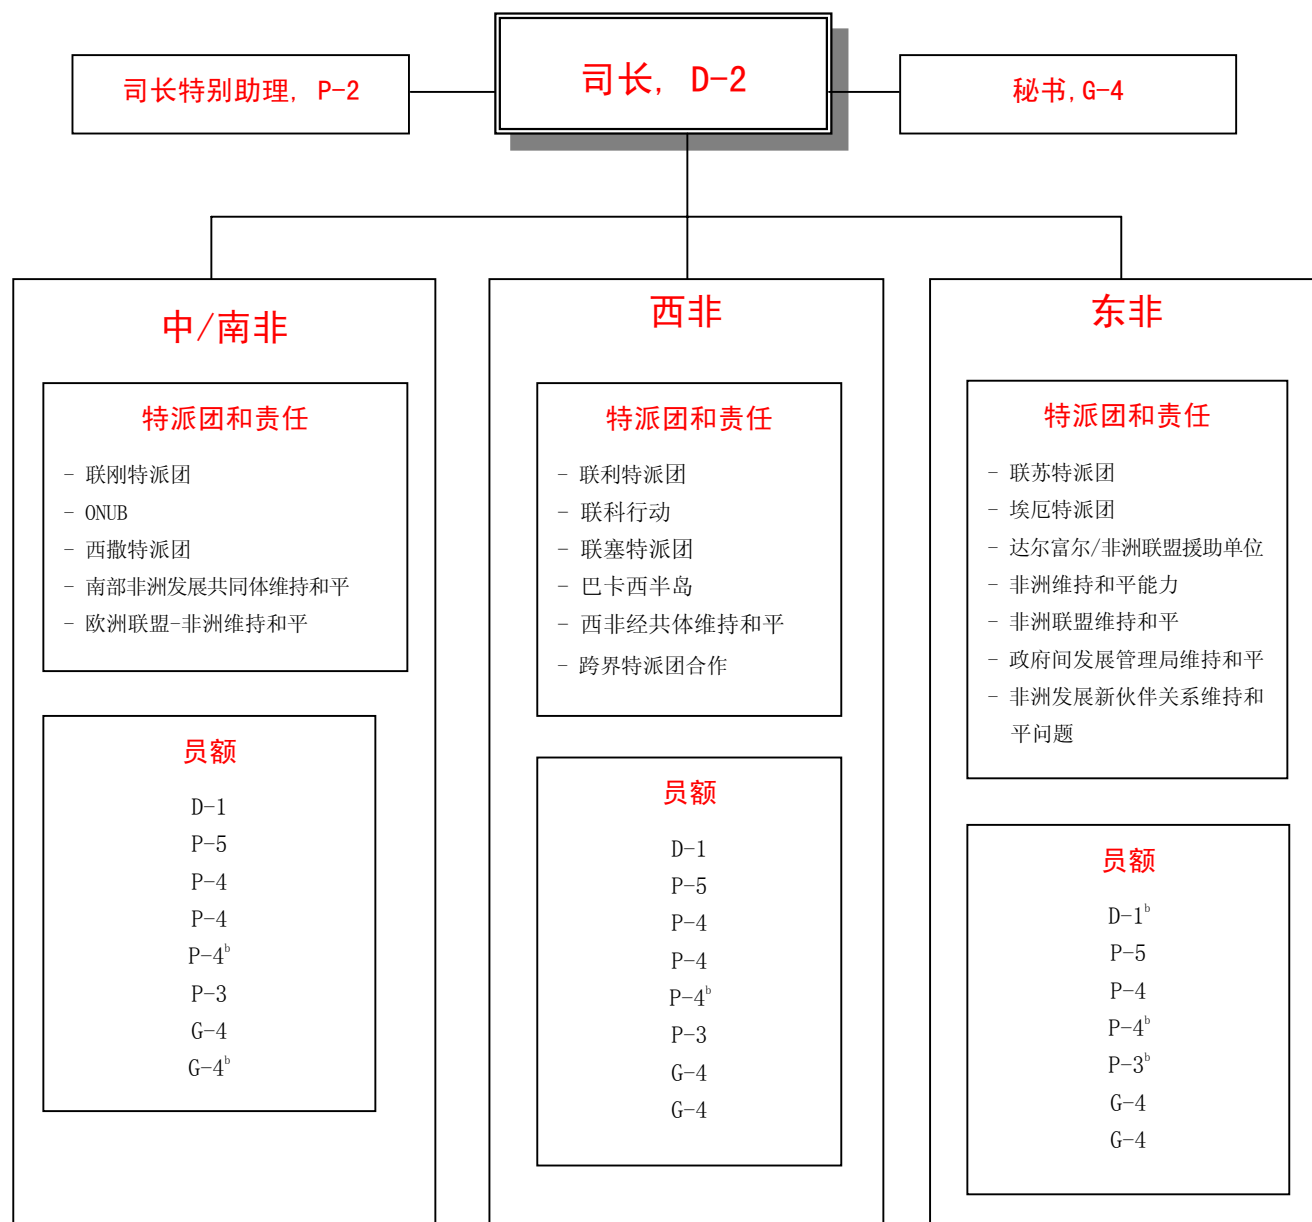 司长特别助理, P-2
司长, D-2
秘书,G-4
中/南非
特派团和责任
- 联刚特派团
- ONUB
- 西撒特派团
- 南部非洲发展共同体维持和平
- 欧洲联盟-非洲维持和平
员额
D-1
P-5
P-4
P-4
P-4ᵇ
P-3
G-4
G-4ᵇ
西非
特派团和责任
- 联利特派团
- 联科行动
- 联塞特派团
- 巴卡西半岛
- 西非经共体维持和平
- 跨界特派团合作
员额
D-1
P-5
P-4
P-4
P-4ᵇ
P-3
G-4
G-4
东非
特派团和责任
- 联苏特派团
- 埃厄特派团
- 达尔富尔/非洲联盟援助单位
- 非洲维持和平能力
- 非洲联盟维持和平
- 政府间发展管理局维持和平
- 非洲发展新伙伴关系维持和
平问题
员额
D-1ᵇ
P-5
P-4
P-4ᵇ
P-3ᵇ
G-4
G-4